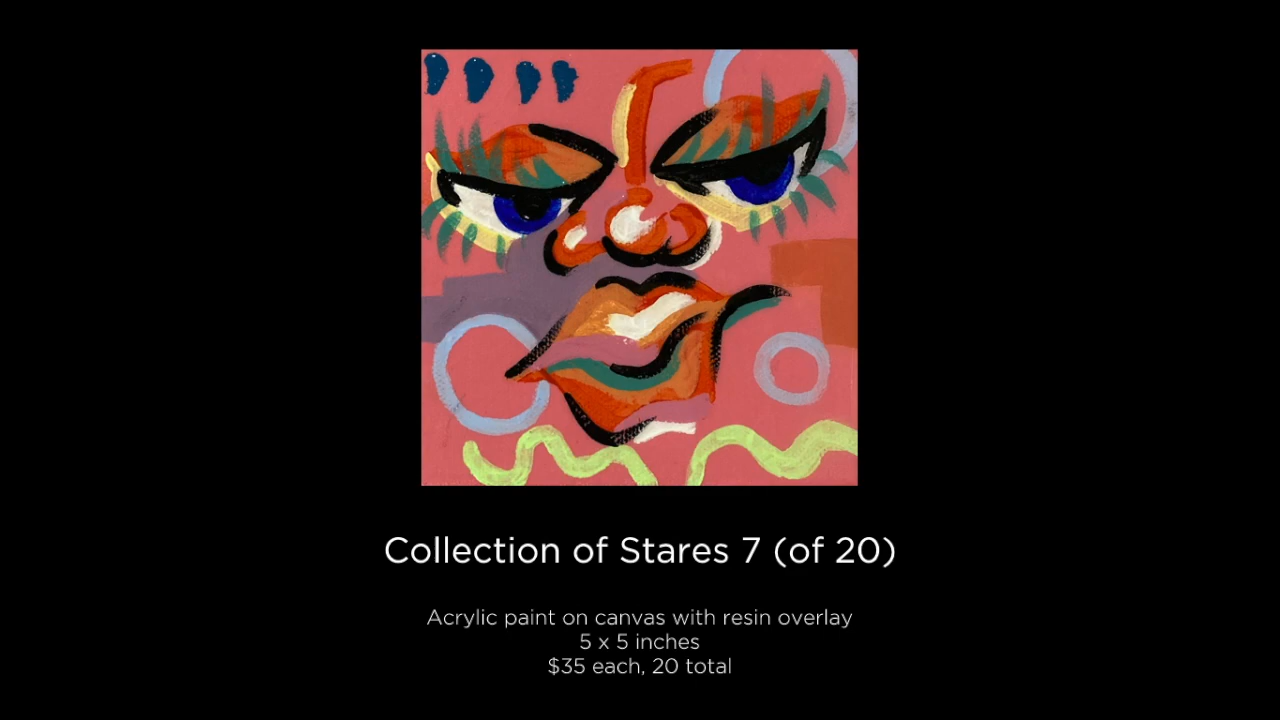 Collection of Stares 7 (of 20)
Acrylic paint on canvas with resin overlay
5 x 5 inches
$35 each, 20 total